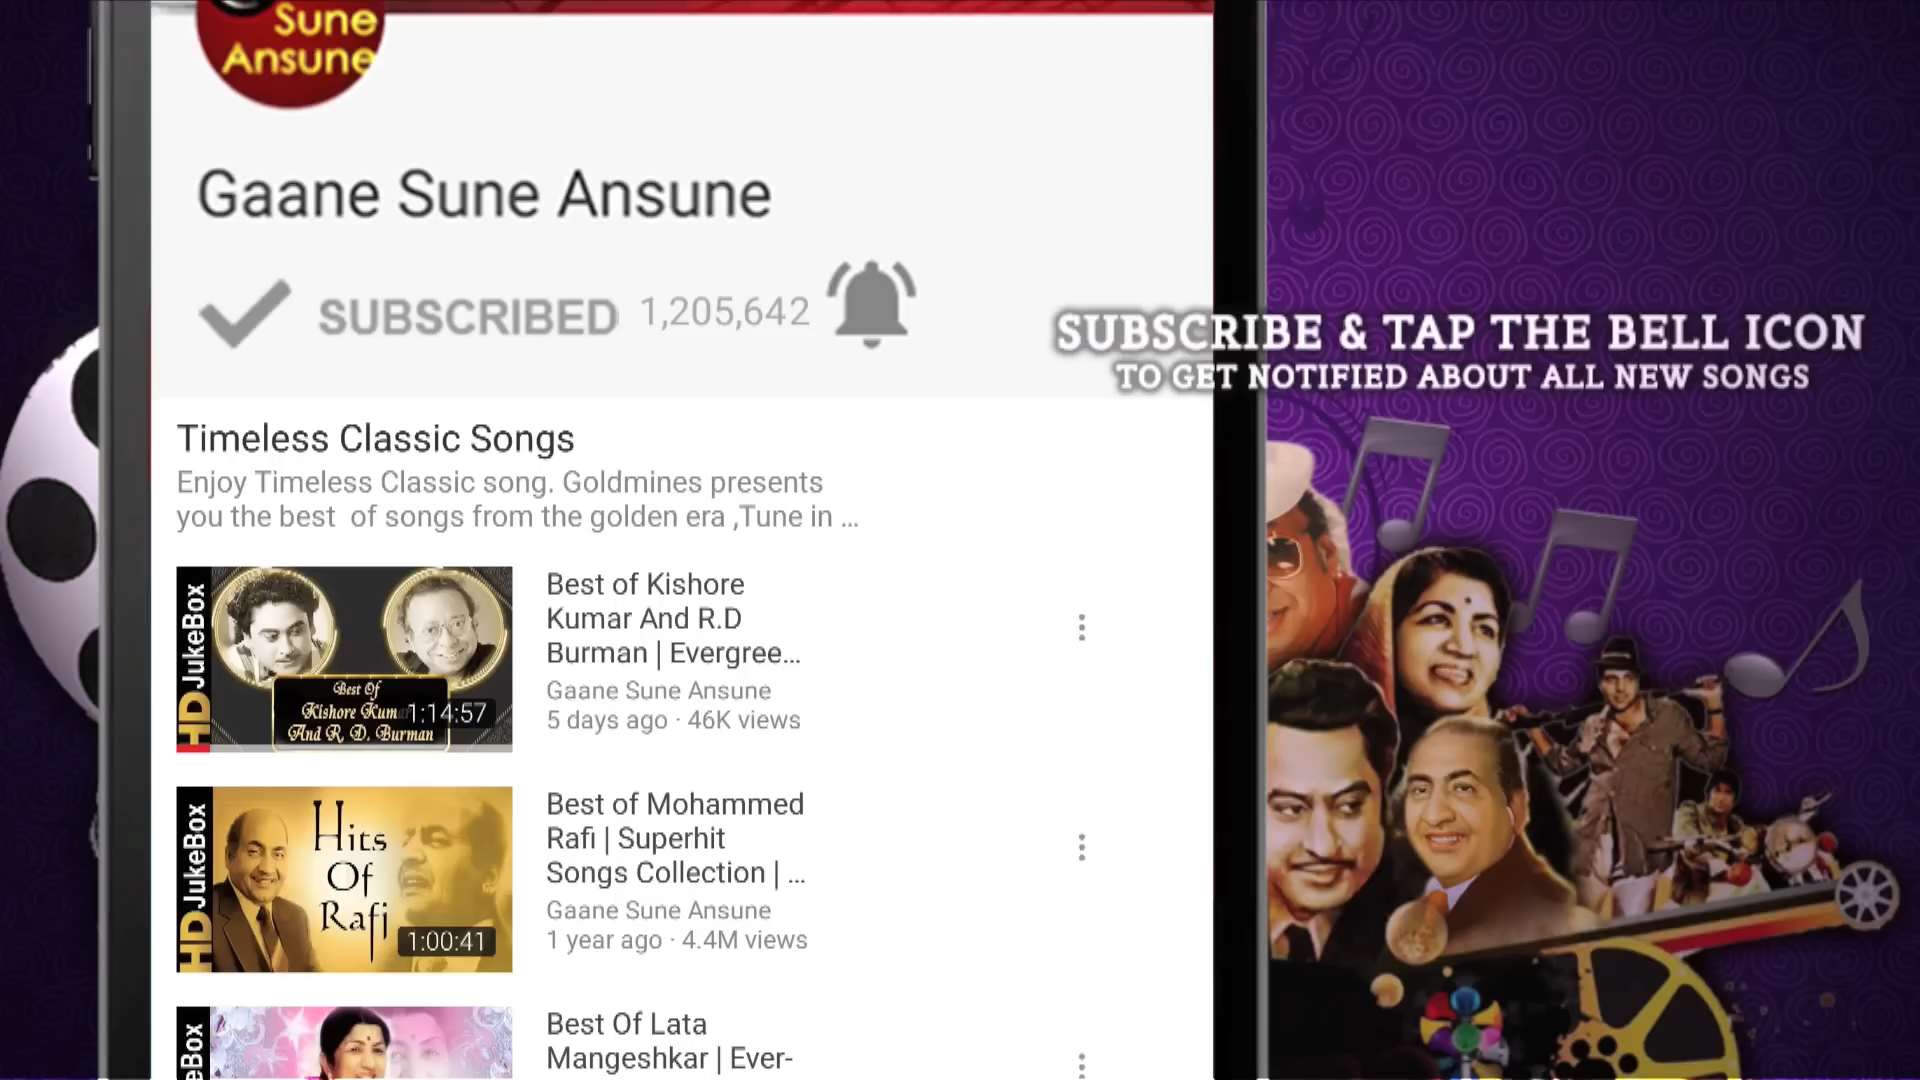 Sune
Ansune
Gaane Sune Ansune
SUBSCRIBED 1,205,642
SUBSCRIBE & TAP THE BELL ICON
TO GET NOTIFIED ABOUT ALL NEW SONGS
Timeless Classic Songs
Enjoy Timeless Classic song. Goldmines presents
you the best of songs from the golden era ,Tune in ...
HD JukeBox
Best Of
Kishore Kum
And R. D. Burman
1:14:57
Best of Kishore
Kumar And R.D
Burman | Evergree...
Gaane Sune Ansune
5 days ago · 46K views
HD JukeBox
Hits
Of
Rafi
1:00:41
Best of Mohammed
Rafi | Superhit
Songs Collection | ...
Gaane Sune Ansune
1 year ago · 4.4M views
eBox
Best Of Lata
Mangeshkar | Ever-